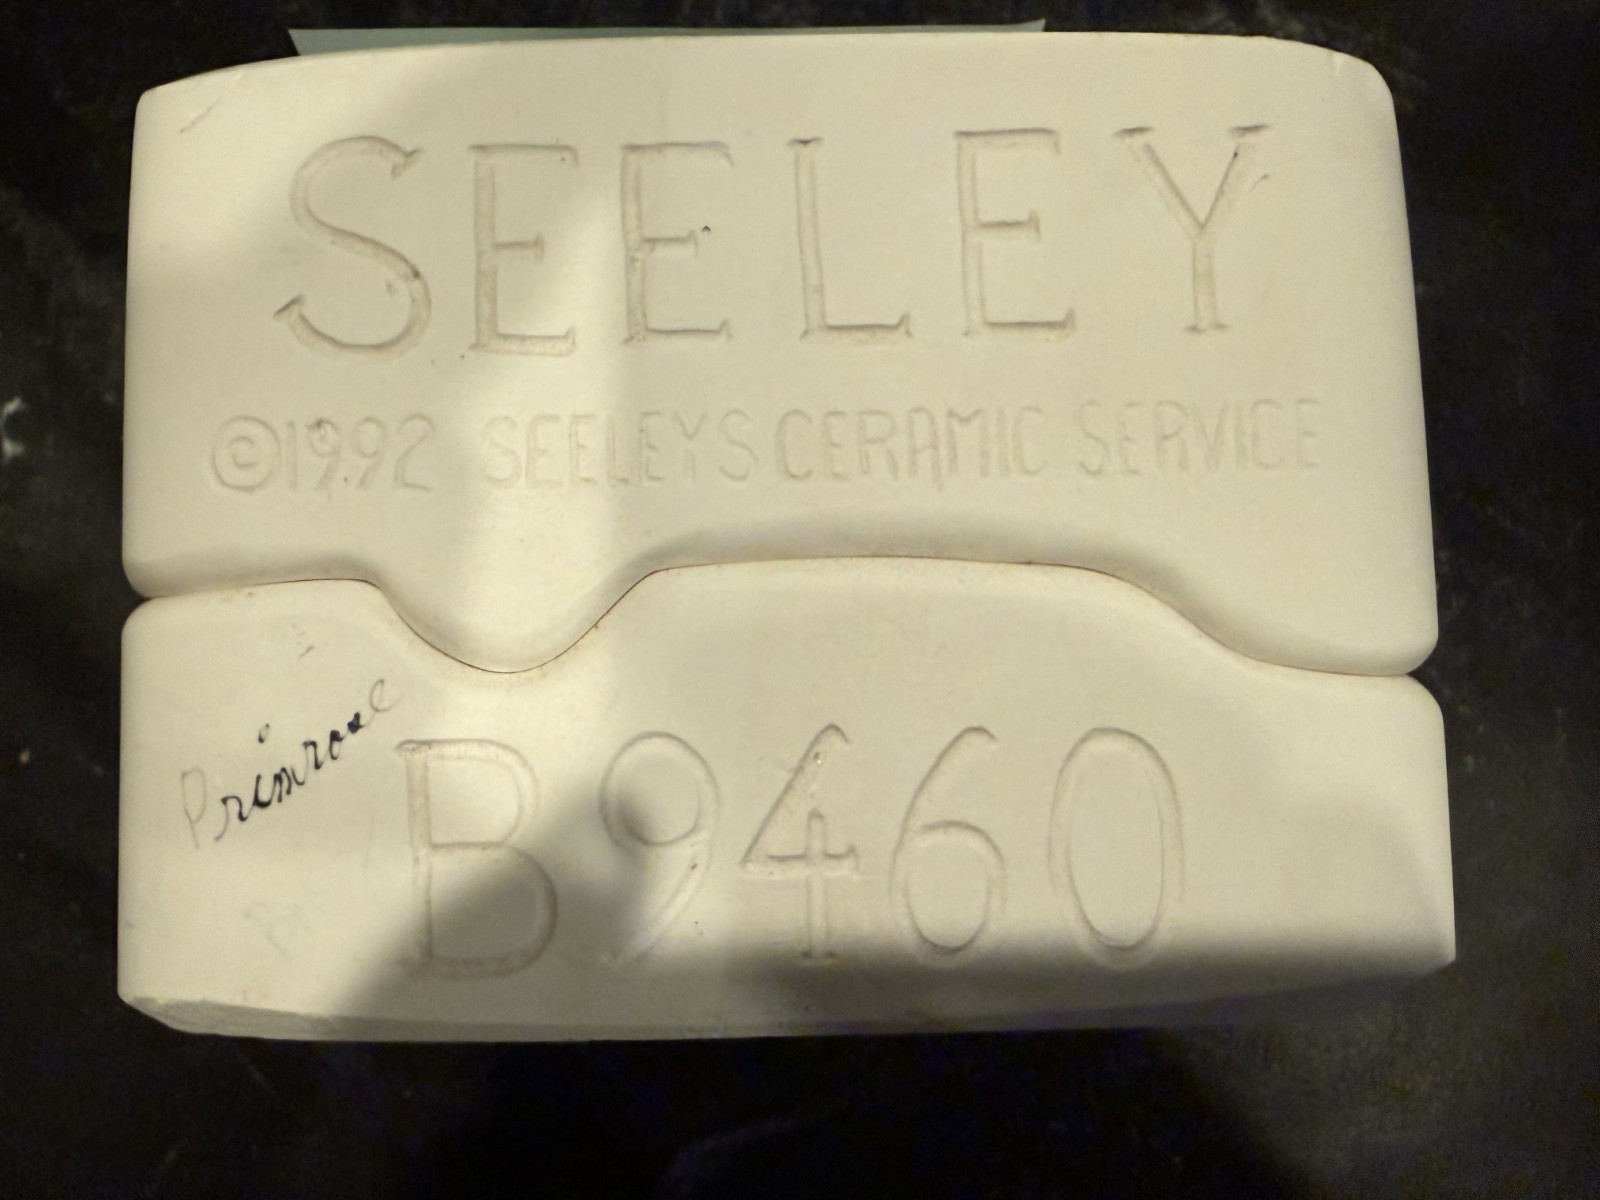 SEELEY
©1992 SEELEYS CERAMIC SERVICE
Primrose
B9460